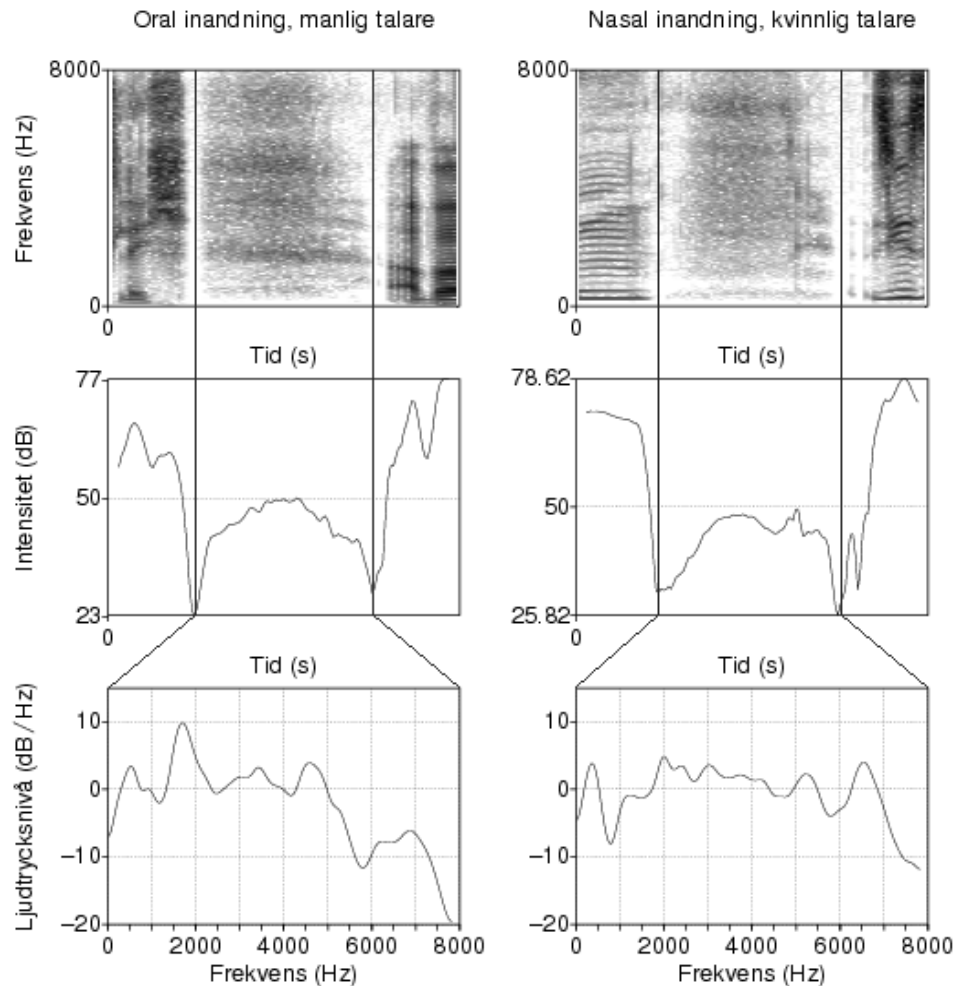 Oral inandning, manlig talare
Nasal inandning, kvinnlig talare
8000
Frekvens (Hz)
0
0
Tid (s)
8000
0
0
Tid (s)
77
50
23
Intensitet (dB)
0
Tid (s)
78.62
50
25.82
0
Tid (s)
10
0
–10
–20
Ljudtrycksnivå (dB/Hz)
0 2000 4000 6000 8000
Frekvens (Hz)
10
0
–10
–20
0 2000 4000 6000 8000
Frekvens (Hz)